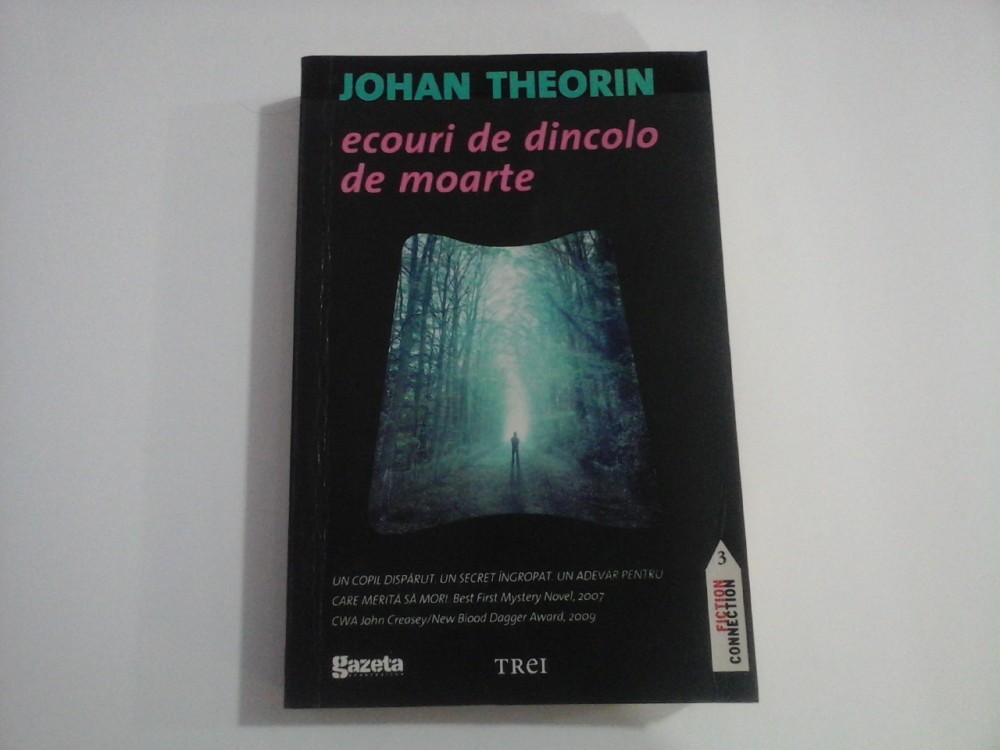 JOHAN THEORIN
ecouri de dincolo
de moarte
UN COPIL DISPĂRUT. UN SECRET ÎNGROPAT. UN ADEVĂR PENTRU
CARE MERITĂ SĂ MORI. Best First Mystery Novel, 2007
CWA John Creasey/New Blood Dagger Award, 2009
gazeta
SPORTURILOR
TREI
3
FICTION
CONNECTION